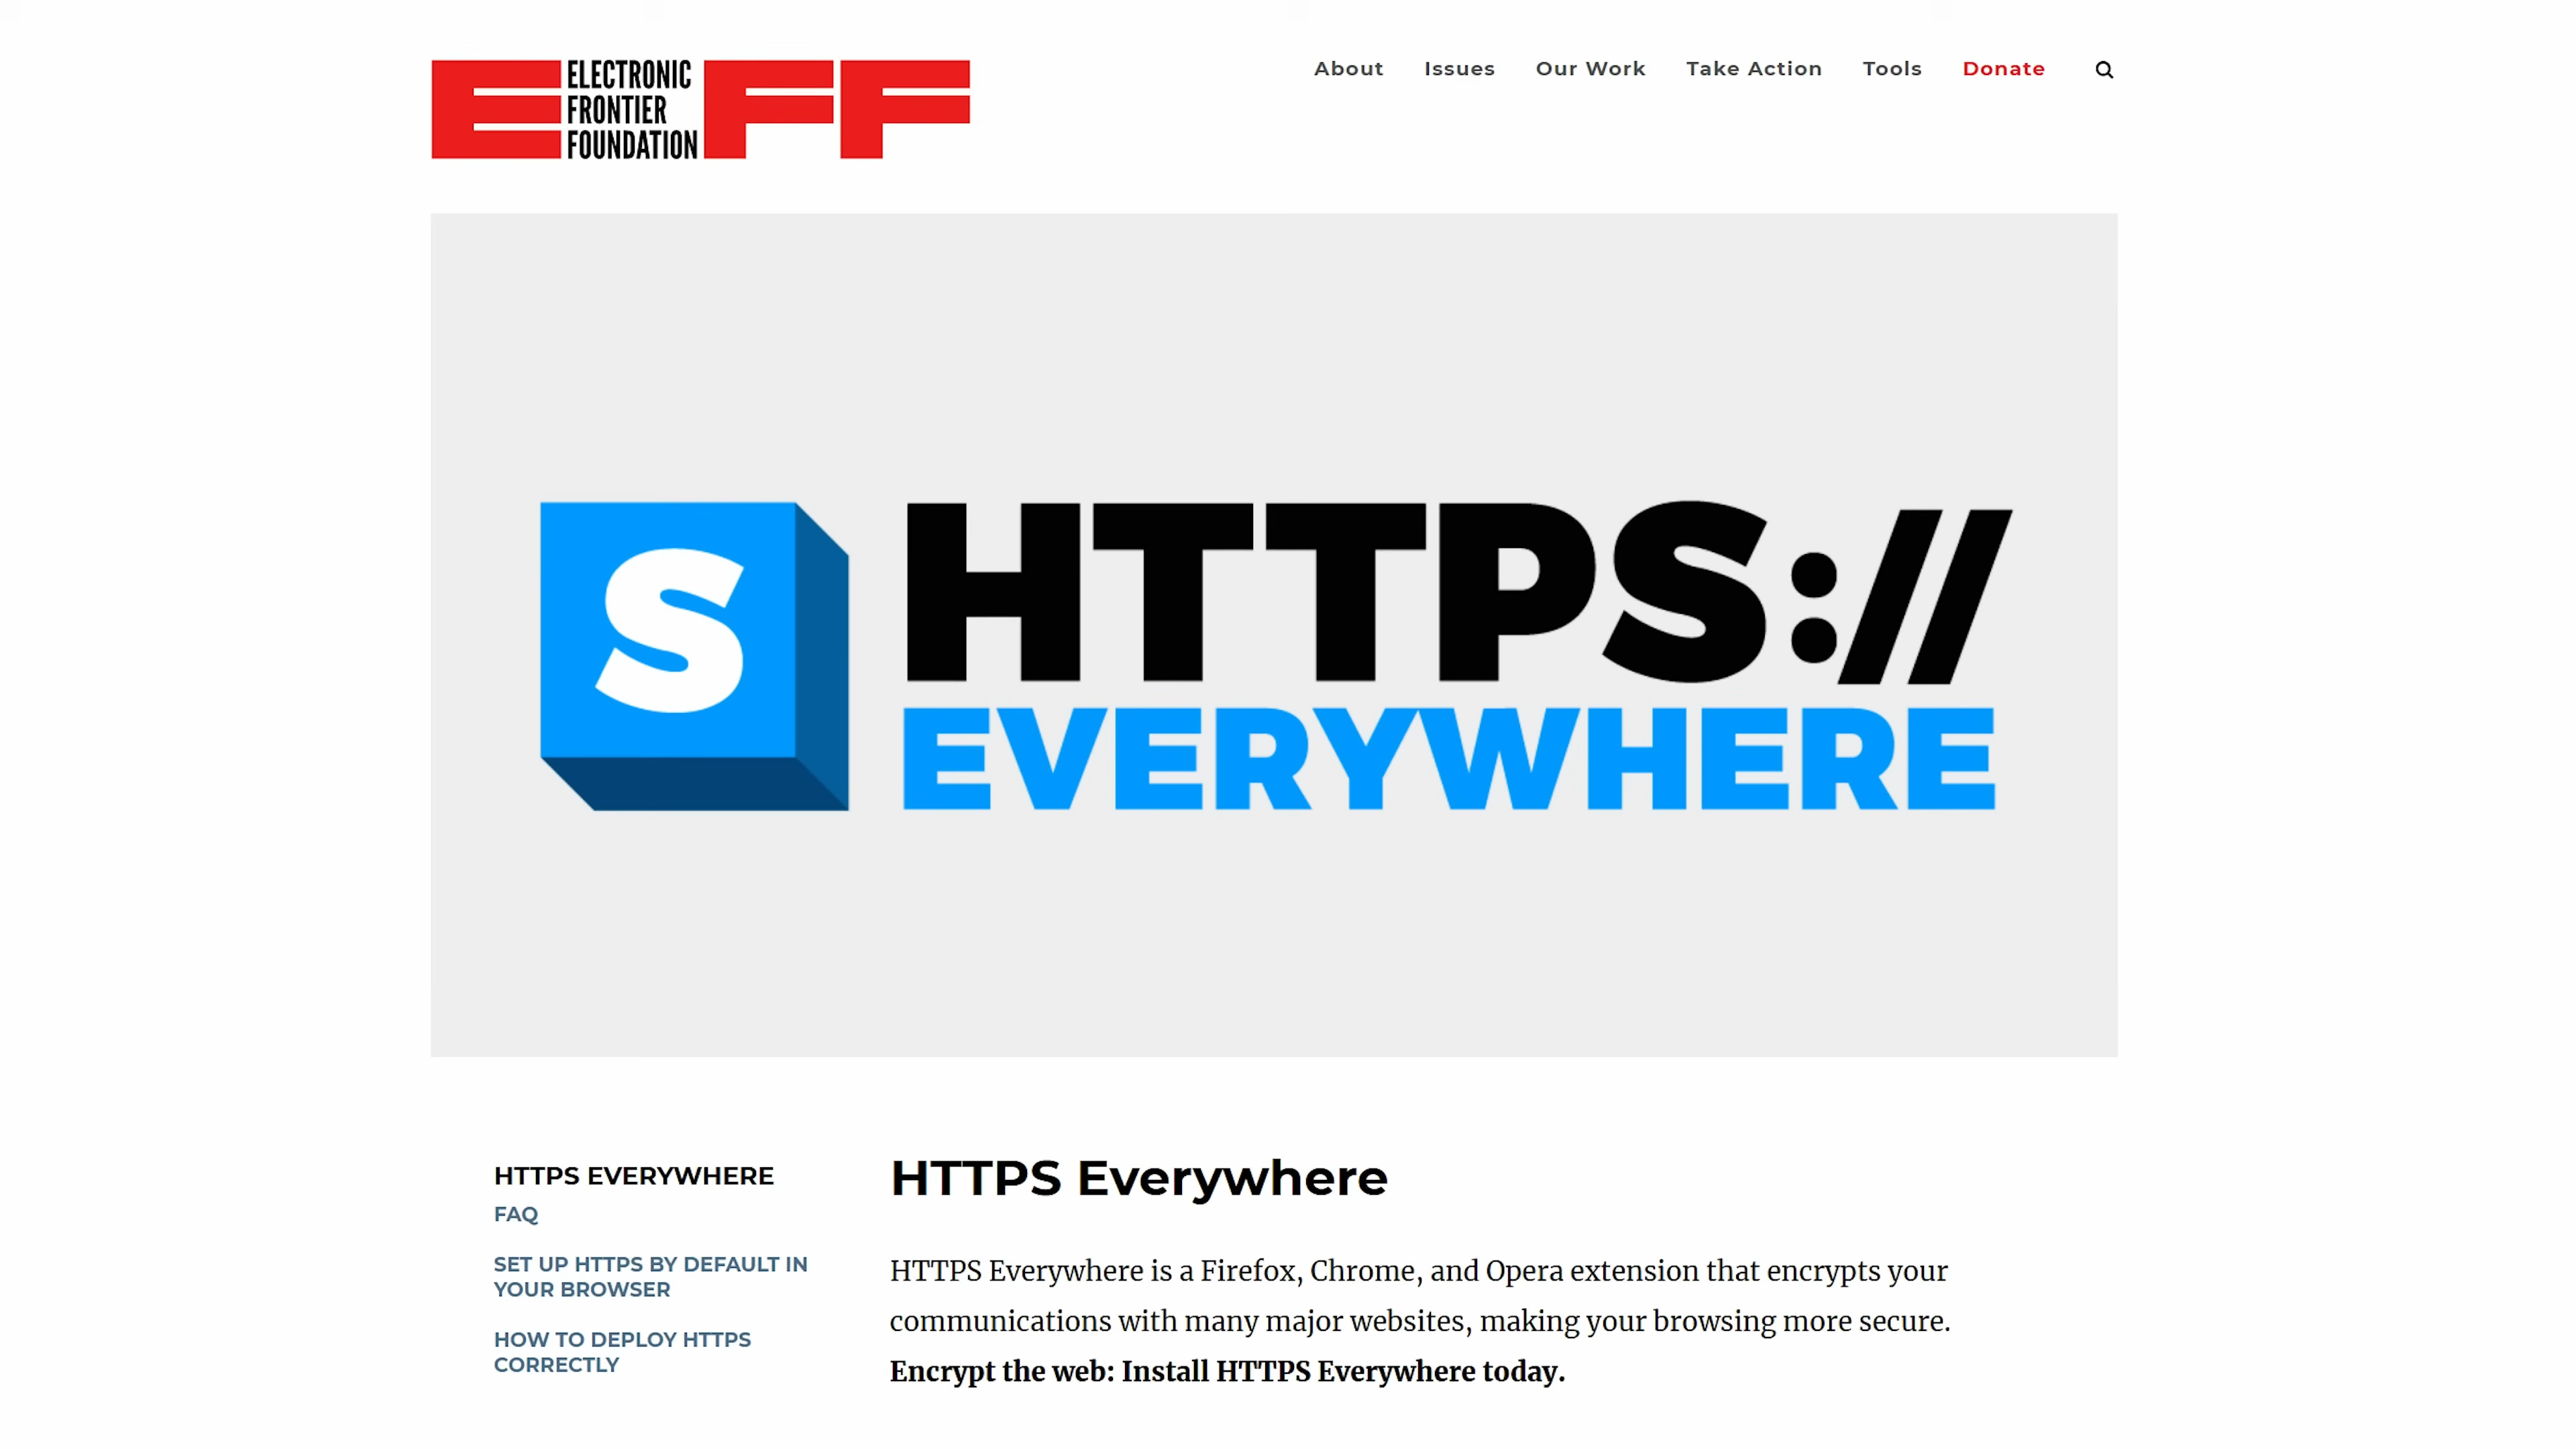 ELECTRONIC
FRONTIER
FOUNDATION
EFF
About Issues Our Work Take Action Tools Donate
S
HTTPS://
EVERYWHERE
HTTPS EVERYWHERE
FAQ
SET UP HTTPS BY DEFAULT IN
YOUR BROWSER
HOW TO DEPLOY HTTPS
CORRECTLY
HTTPS Everywhere
HTTPS Everywhere is a Firefox, Chrome, and Opera extension that encrypts your
communications with many major websites, making your browsing more secure.
Encrypt the web: Install HTTPS Everywhere today.